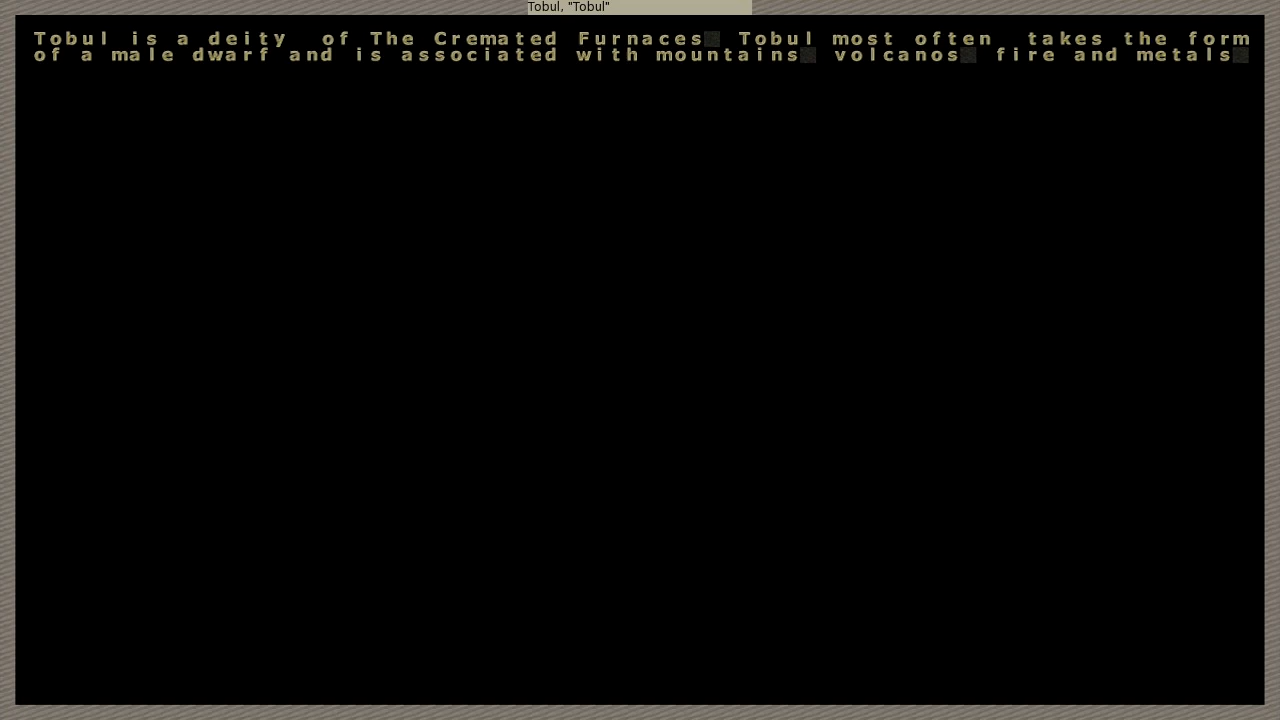 Tobul, "Tobul"
Tobul is a deity of The Cremated Furnaces Tobul most often takes the form
of a male dwarf and is associated with mountains volcanos fire and metals